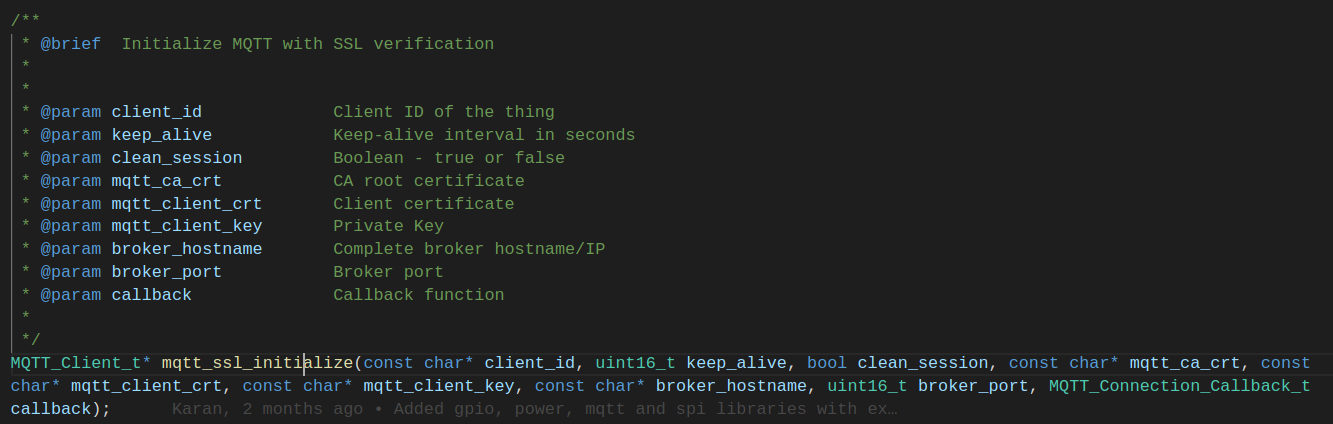 /**
 * @brief  Initialize MQTT with SSL verification
 *
 *
 * @param client_id             Client ID of the thing
 * @param keep_alive            Keep-alive interval in seconds
 * @param clean_session         Boolean - true or false
 * @param mqtt_ca_crt           CA root certificate
 * @param mqtt_client_crt       Client certificate
 * @param mqtt_client_key       Private Key
 * @param broker_hostname       Complete broker hostname/IP
 * @param broker_port           Broker port
 * @param callback              Callback function
 *
 */
MQTT_Client_t* mqtt_ssl_initialize(const char* client_id, uint16_t keep_alive, bool clean_session, const char* mqtt_ca_crt, const
char* mqtt_client_crt, const char* mqtt_client_key, const char* broker_hostname, uint16_t broker_port, MQTT_Connection_Callback_t
callback);      Karan, 2 months ago • Added gpio, power, mqtt and spi libraries with ex…